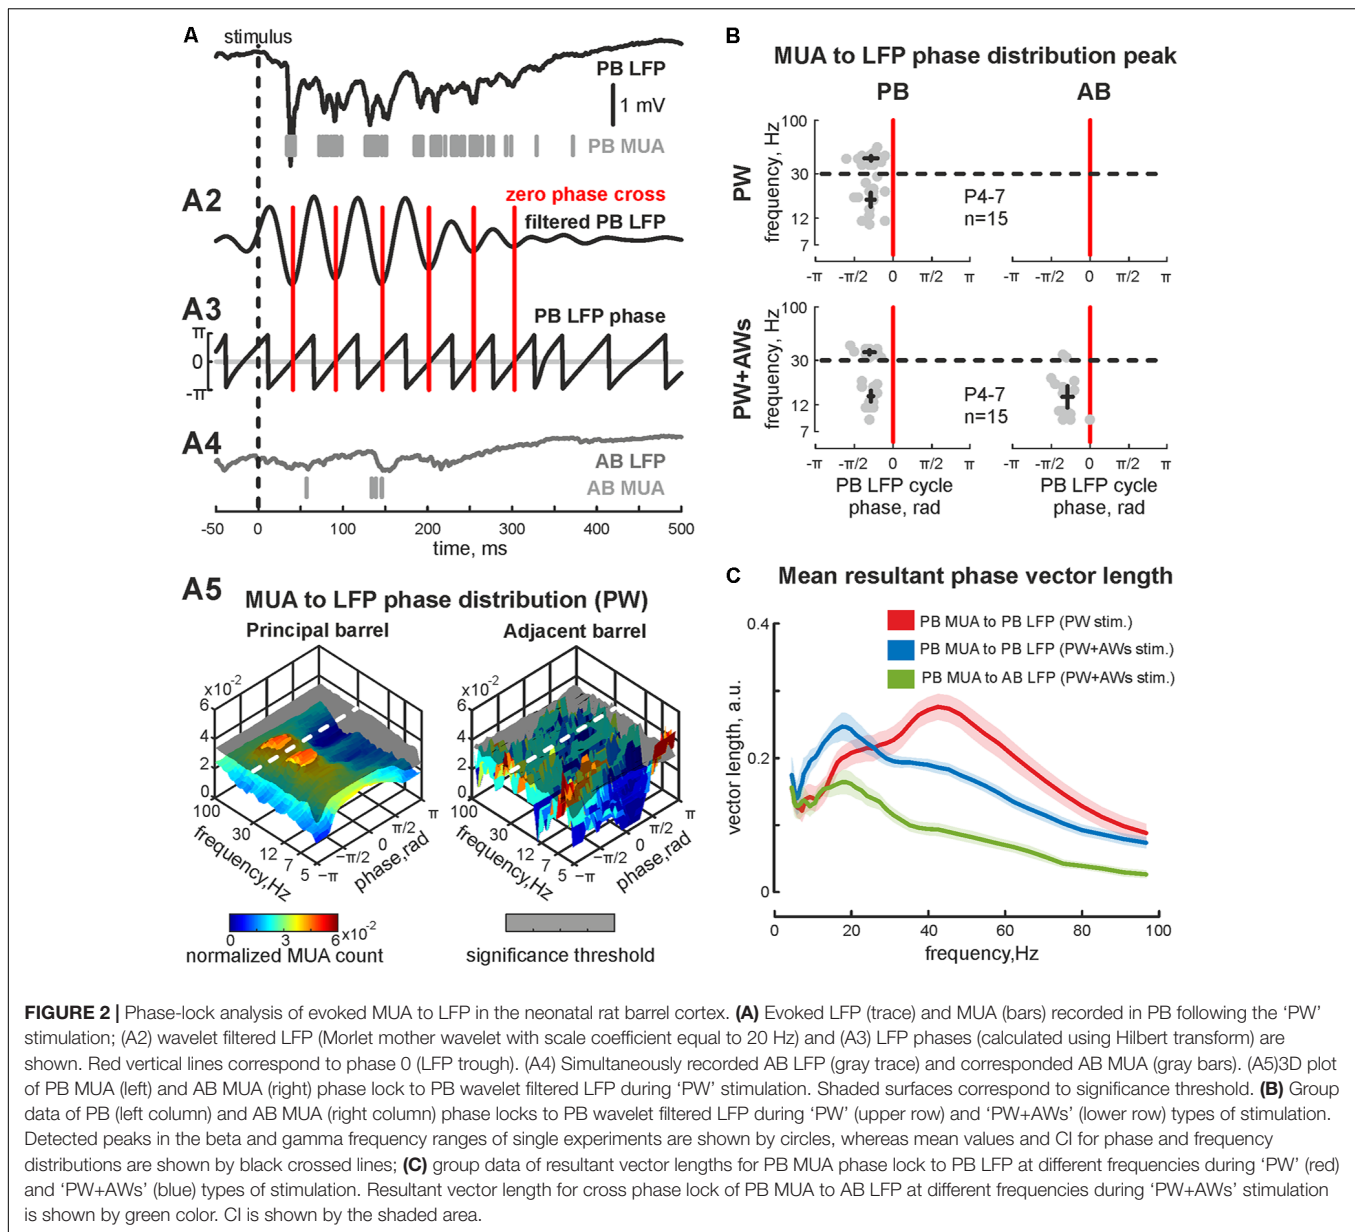 A
stimulus
PB LFP
1 mV
PB MUA
A2
zero phase cross
filtered PB LFP
A3
PB LFP phase
π
0
-π
A4
AB LFP
AB MUA
-50 0 100 200 300 400 500
time, ms
A5
MUA to LFP phase distribution (PW)
Principal barrel
Adjacent barrel
×10-2
6
4
2
0
100
30
12
7
5
frequency,Hz
−π
−π/2
0
π/2
π
phase,rad
×10-2
6
4
2
0
100
30
12
7
5
frequency,Hz
−π
−π/2
0
π/2
π
phase,rad
0 3 6 ×10-2
normalized MUA count
significance threshold
B
MUA to LFP phase distribution peak
PB AB
PW
frequency, Hz
100
30
12
7
P4-7
n=15
-π -π/2 0 π/2 π
-π -π/2 0 π/2 π
PW+AWs
frequency, Hz
100
30
12
7
P4-7
n=15
-π -π/2 0 π/2 π
-π -π/2 0 π/2 π
PB LFP cycle
phase, rad
PB LFP cycle
phase, rad
C
Mean resultant phase vector length
0.4
0.2
0
vector length, a.u.
PB MUA to PB LFP (PW stim.)
PB MUA to PB LFP (PW+AWs stim.)
PB MUA to AB LFP (PW+AWs stim.)
0 20 40 60 80 100
frequency,Hz
FIGURE 2 | Phase-lock analysis of evoked MUA to LFP in the neonatal rat barrel cortex. (A) Evoked LFP (trace) and MUA (bars) recorded in PB following the ‘PW’
stimulation; (A2) wavelet filtered LFP (Morlet mother wavelet with scale coefficient equal to 20 Hz) and (A3) LFP phases (calculated using Hilbert transform) are
shown. Red vertical lines correspond to phase 0 (LFP trough). (A4) Simultaneously recorded AB LFP (gray trace) and corresponded AB MUA (gray bars). (A5)3D plot
of PB MUA (left) and AB MUA (right) phase lock to PB wavelet filtered LFP during ‘PW’ stimulation. Shaded surfaces correspond to significance threshold. (B) Group
data of PB (left column) and AB MUA (right column) phase locks to PB wavelet filtered LFP during ‘PW’ (upper row) and ‘PW+AWs’ (lower row) types of stimulation.
Detected peaks in the beta and gamma frequency ranges of single experiments are shown by circles, whereas mean values and CI for phase and frequency
distributions are shown by black crossed lines; (C) group data of resultant vector lengths for PB MUA phase lock to PB LFP at different frequencies during ‘PW’ (red)
and ‘PW+AWs’ (blue) types of stimulation. Resultant vector length for cross phase lock of PB MUA to AB LFP at different frequencies during ‘PW+AWs’ stimulation
is shown by green color. CI is shown by the shaded area.